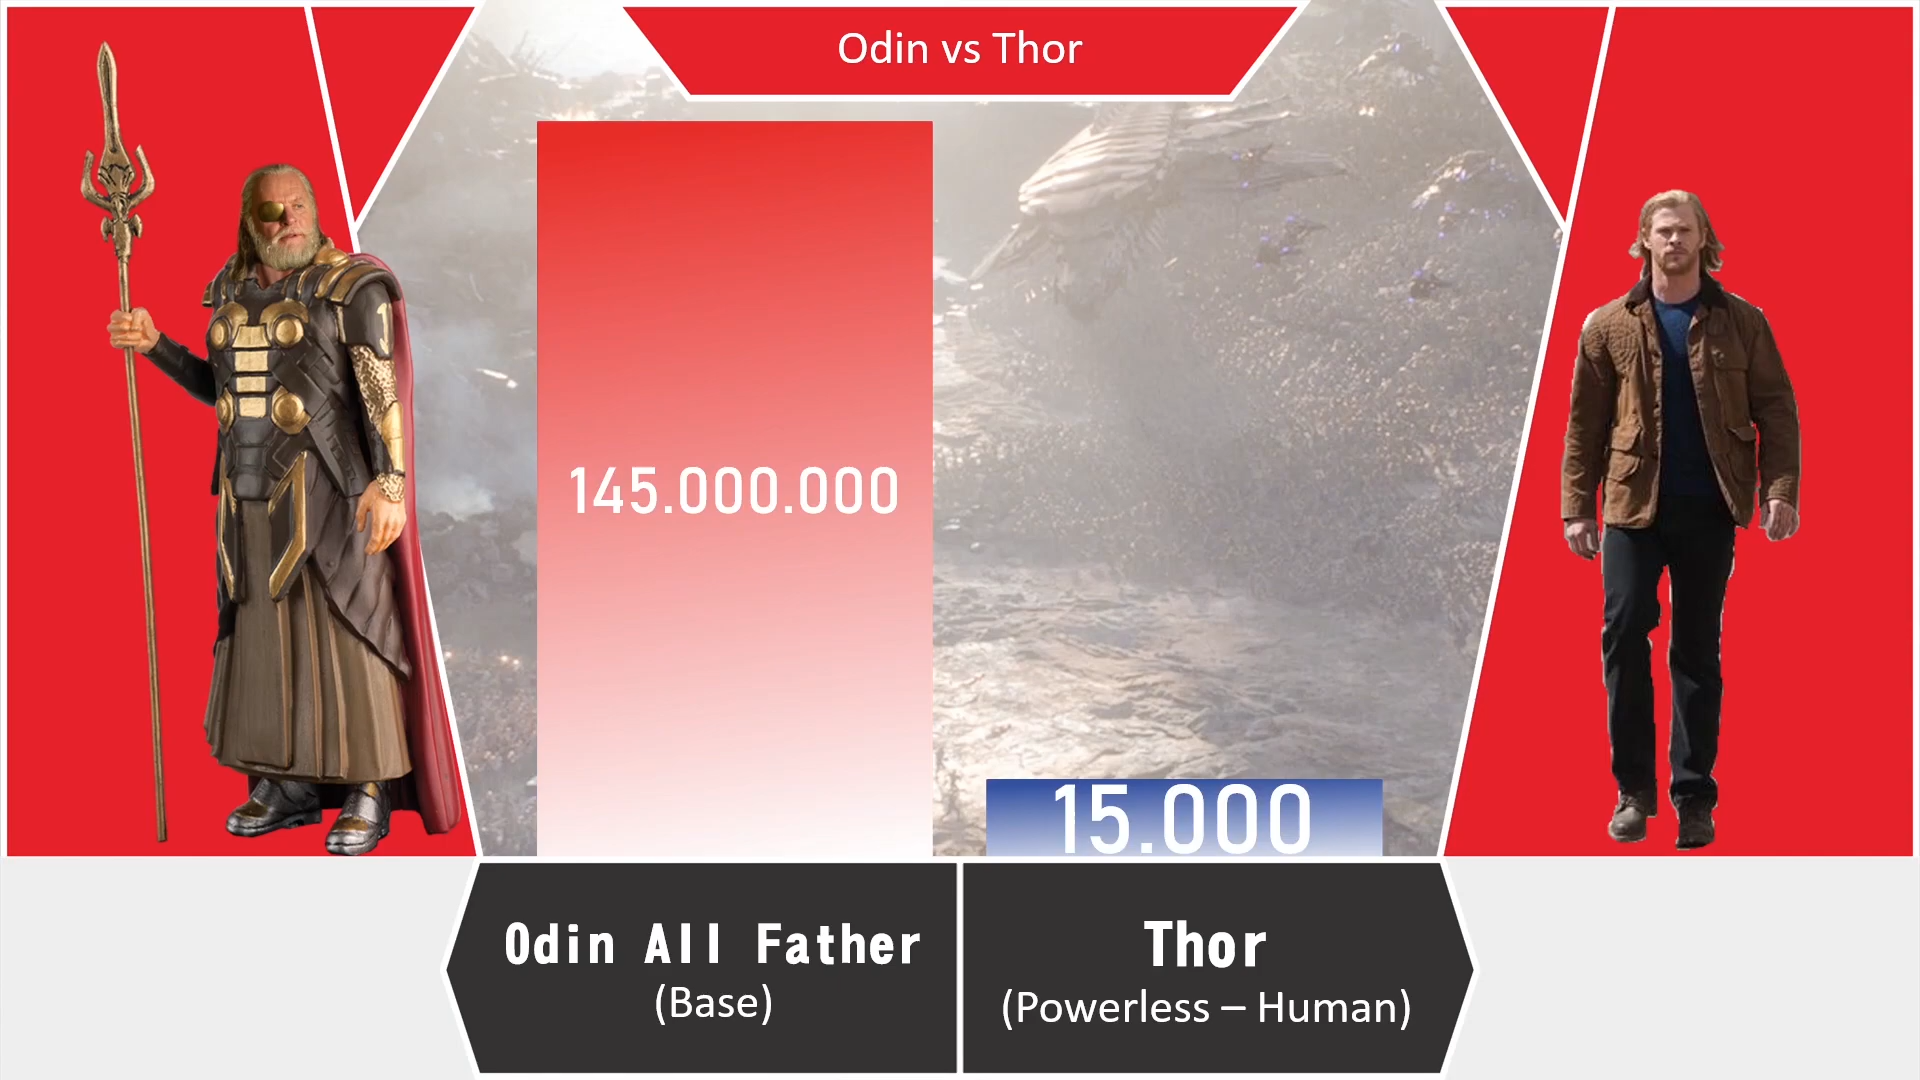 Odin vs Thor
145.000.000
15.000
Odin All Father
(Base)
Thor
(Powerless – Human)